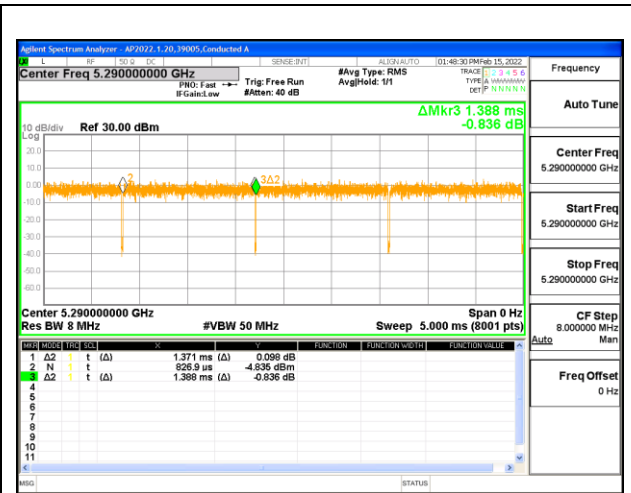 Agilent Spectrum Analyzer - AP2022.1.20,39005,Conducted A
L RF 50 Ω DC SENSE:INT ALIGN AUTO 01:48:30 PM Feb 15, 2022
Center Freq 5.290000000 GHz #Avg Type: RMS TRACE 1 2 3 4 5 6
PNO: Fast Trig: Free Run Avg|Hold: 1/1 TYPE A WWWWW
IFGain:Low #Atten: 40 dB DET P N N N N N
Frequency
Auto Tune
Center Freq
5.290000000 GHz
Start Freq
5.290000000 GHz
Stop Freq
5.290000000 GHz
CF Step
8.000000 MHz
Auto Man
Freq Offset
0 Hz
ΔMkr3 1.388 ms
-0.836 dB
10 dB/div Ref 30.00 dBm
Log
20.0
10.0
0.00
-10.0
-20.0
-30.0
-40.0
-50.0
-60.0
2
3Δ2
Center 5.290000000 GHz Span 0 Hz
Res BW 8 MHz #VBW 50 MHz Sweep 5.000 ms (8001 pts)
MKR MODE TRC SCL X Y FUNCTION FUNCTION WIDTH FUNCTION VALUE
1 Δ2 1 t (Δ) 1.371 ms (Δ) 0.098 dB
2 N 1 t 826.9 us -4.835 dBm
3 Δ2 1 t (Δ) 1.388 ms (Δ) -0.836 dB
4
5
6
7
8
9
10
11
MSG STATUS